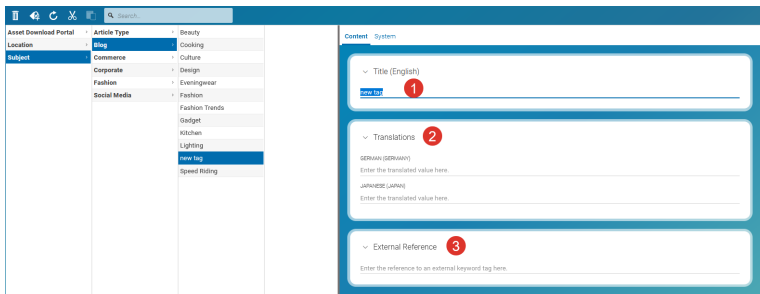 Search...
Asset Download Portal
Location
Subject
Article Type
Blog
Commerce
Corporate
Fashion
Social Media
Beauty
Cooking
Culture
Design
Eveningwear
Fashion
Fashion Trends
Gadget
Kitchen
Lighting
new tag
Speed Riding
Content System
Title (English)
new tag 1
Translations 2
GERMAN (GERMANY)
Enter the translated value here.
JAPANESE (JAPAN)
Enter the translated value here.
External Reference 3
Enter the reference to an external keyword tag here.